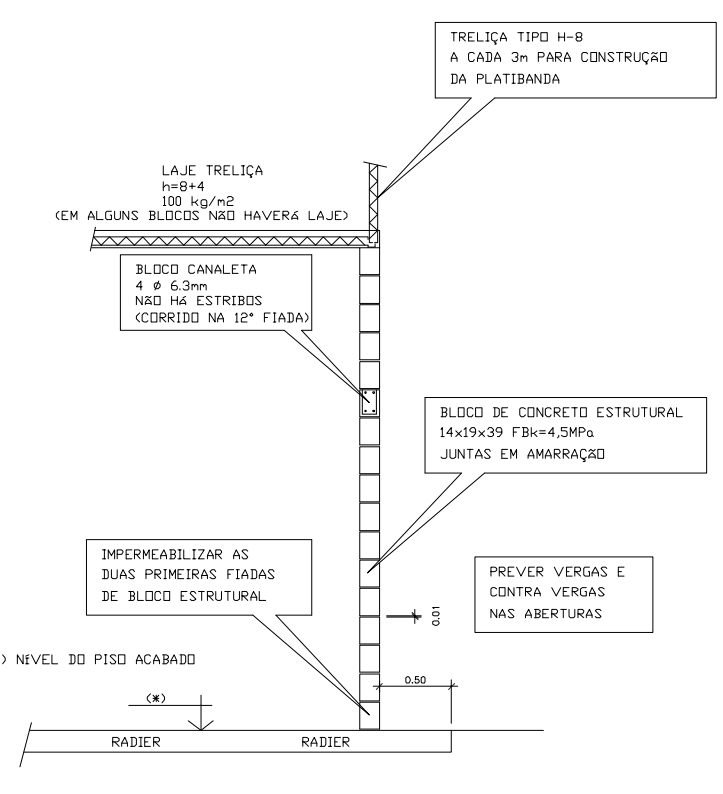 TRELIÇA TIPO H-8
A CADA 3m PARA CONSTRUÇÃO
DA PLATIBANDA
LAJE TRELIÇA
h=8+4
100 kg/m2
(EM ALGUNS BLOCOS NÃO HAVERÁ LAJE)
BLOCO CANALETA
4 Ø 6.3mm
NÃO HÁ ESTRIBOS
(CORRIDO NA 12° FIADA)
BLOCO DE CONCRETO ESTRUTURAL
14x19x39 FBk=4,5MPa
JUNTAS EM AMARRAÇÃO
IMPERMEABILIZAR AS
DUAS PRIMEIRAS FIADAS
DE BLOCO ESTRUTURAL
PREVER VERGAS E
CONTRA VERGAS
NAS ABERTURAS
0.01
) NÍVEL DO PISO ACABADO
0.50
(*)
RADIER
RADIER